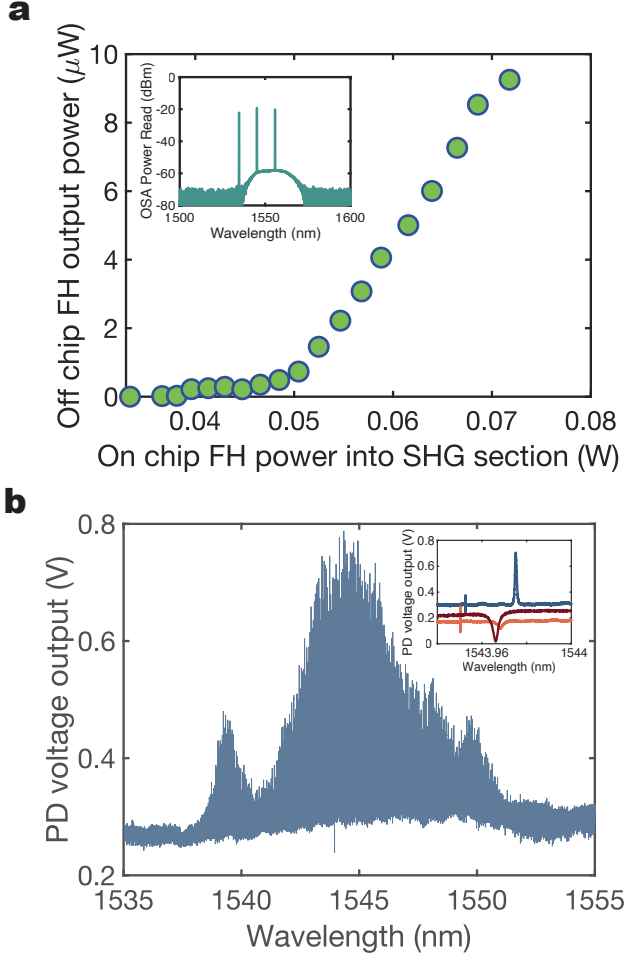 a
Off chip FH output power (μW)
10
8
6
4
2
0
0.04 0.05 0.06 0.07 0.08
On chip FH power into SHG section (W)
OSA Power Read (dBm)
0
-20
-40
-60
-80
1500 1550 1600
Wavelength (nm)
b
PD voltage output (V)
0.8
0.6
0.4
0.2
1535 1540 1545 1550 1555
Wavelength (nm)
PD voltage output (V)
0.8
0.6
0.4
0.2
0
1543.96 1544
Wavelength (nm)